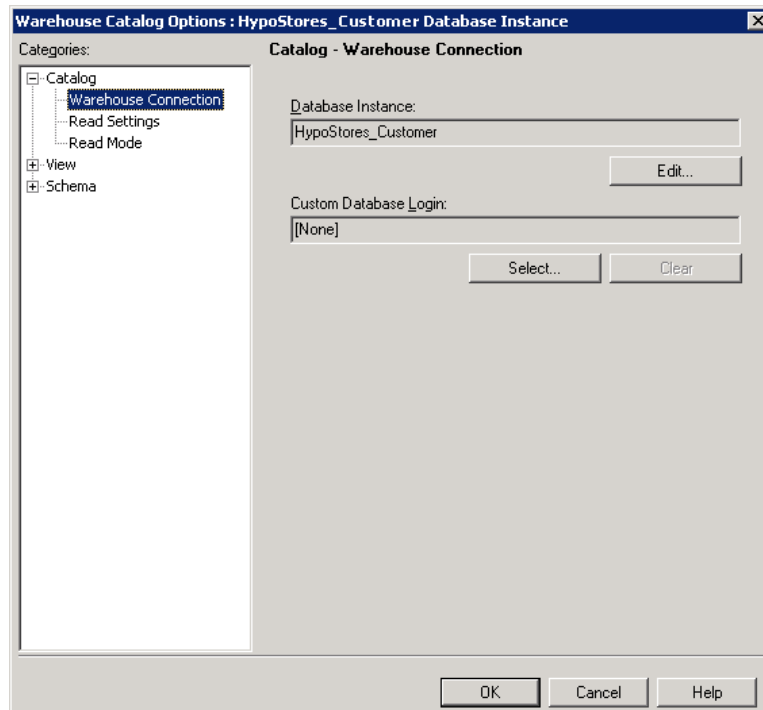 Warehouse Catalog Options : HypoStores_Customer Database Instance
Categories:
Catalog
Warehouse Connection
Read Settings
Read Mode
View
Schema
Catalog - Warehouse Connection
Database Instance:
HypoStores_Customer
Edit...
Custom Database Login:
[None]
Select...
Clear
OK
Cancel
Help